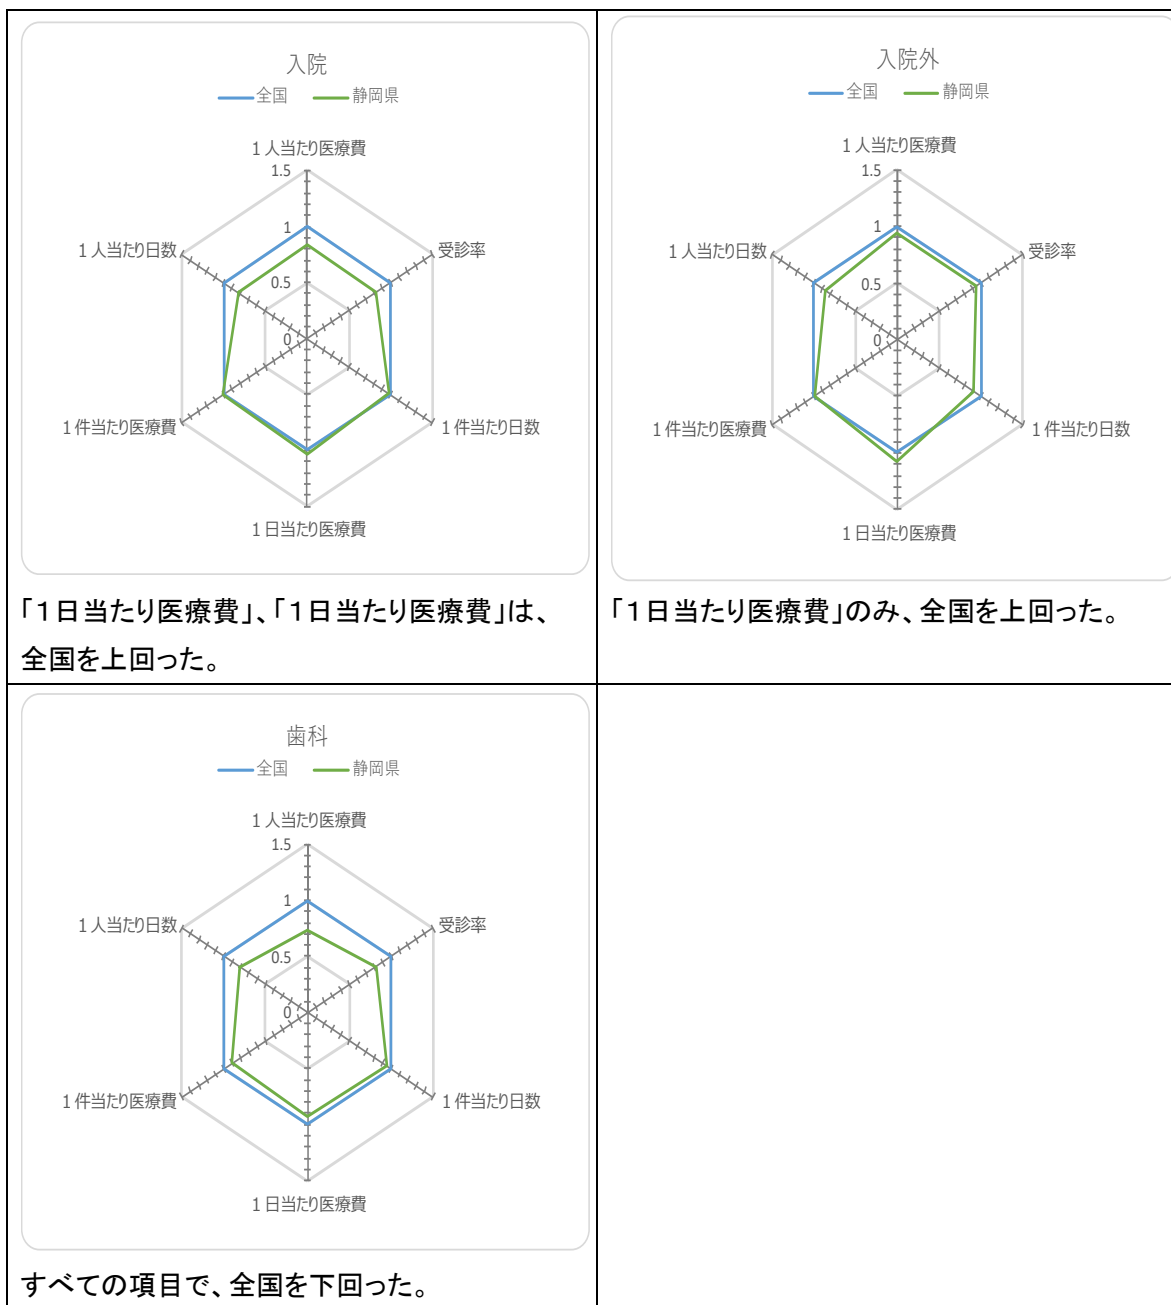 入院
全国 静岡県
1人当たり医療費
1.5
1人当たり日数
1
受診率
0.5
0
1件当たり医療費
1件当たり日数
1日当たり医療費
「1日当たり医療費」、「1日当たり医療費」は、
全国を上回った。
入院外
全国 静岡県
1人当たり医療費
1.5
1人当たり日数
1
受診率
0.5
0
1件当たり医療費
1件当たり日数
1日当たり医療費
「1日当たり医療費」のみ、全国を上回った。
歯科
全国 静岡県
1人当たり医療費
1.5
1人当たり日数
1
受診率
0.5
0
1件当たり医療費
1件当たり日数
1日当たり医療費
すべての項目で、全国を下回った。